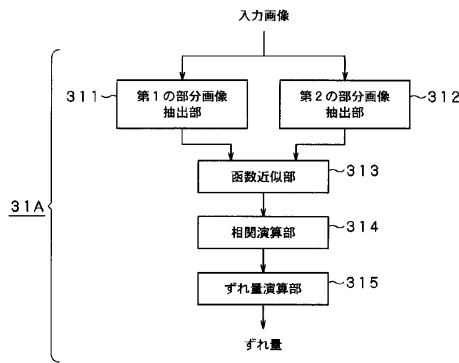 入力画像
311
第1の部分画像
抽出部
第2の部分画像
抽出部
312
函数近似部
313
31A
相関演算部
314
ずれ量演算部
315
ずれ量